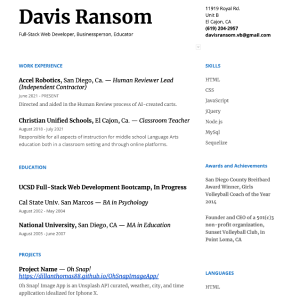 Davis Ransom
Full-Stack Web Developer, Businessperson, Educator
11919 Royal Rd.
Unit B
El Cajon, CA
(619) 204-2957
davisransom.vb@gmail.com
WORK EXPERIENCE
Accel Robotics, San Diego, Ca. — Human Reviewer Lead
(Independent Contractor)
June 2021 - PRESENT
Directed and aided in the Human Review process of AI-created carts.
Christian Unified Schools, El Cajon, CA — Classroom Teacher
August 2018 - July 2021
Responsible for all aspects of instruction for middle school Language Arts
education both in a classroom setting and through online platforms.
EDUCATION
UCSD Full-Stack Web Development Bootcamp, In Progress
Cal State Univ. San Marcos — BA in Psychology
August 2002 - May 2004
National University, San Diego, CA — MA in Education
August 2005 - June 2007
PROJECTS
Project Name — Oh Snap!
https://dillanthomas88.github.io/OhSnapImageApp/
Oh Snap! Image App is an Unsplash API curated, weather, city, and time
application idealized for Iphone X.
SKILLS
HTML
CSS
JavaScript
JQuery
Node js
MySql
Sequelize
Awards and Achievements
San Diego County Breithard
Award Winner, Girls
Volleyball Coach of the Year
2014
Founder and CEO of a 501(c)3
non-profit organization,
Sunset Volleyball Club, in
Point Loma, CA
LANGUAGES
HTML